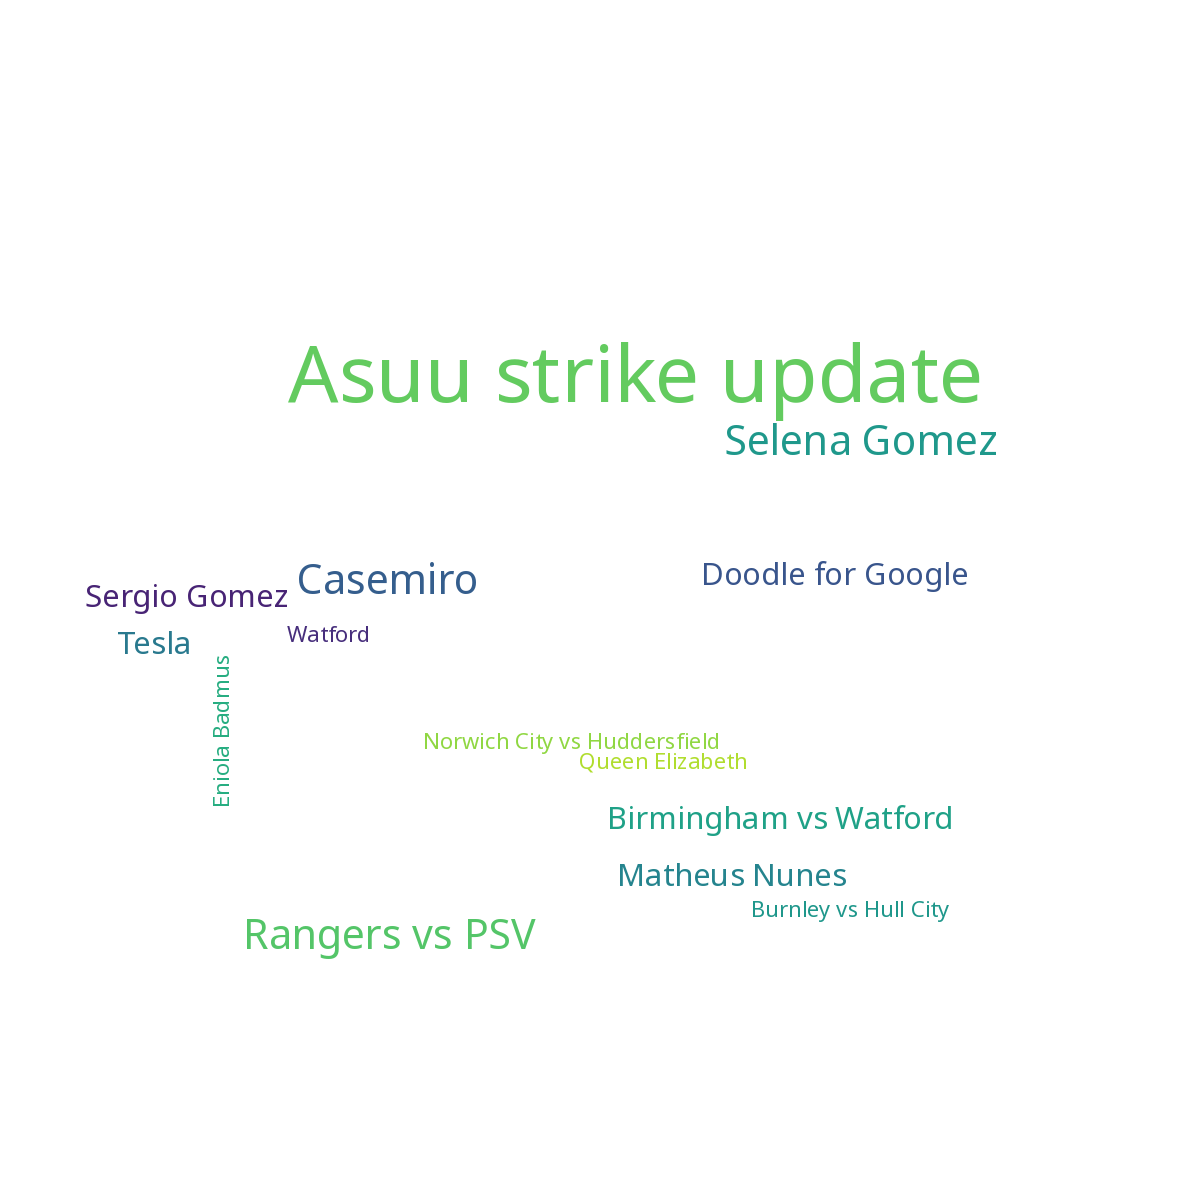 Asuu strike update
Selena Gomez
Casemiro
Doodle for Google
Sergio Gomez
Watford
Tesla
Eniola Badmus
Norwich City vs Huddersfield
Queen Elizabeth
Birmingham vs Watford
Matheus Nunes
Burnley vs Hull City
Rangers vs PSV